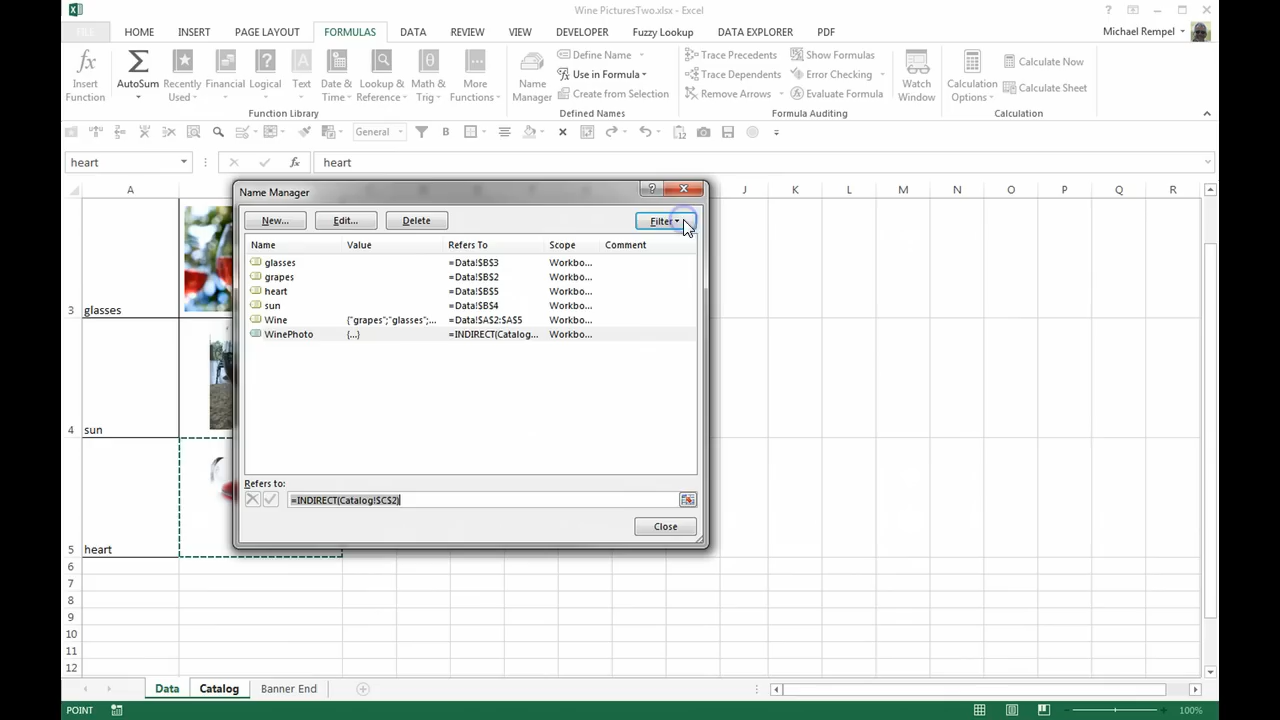 Wine PicturesTwo.xlsx - Excel
FILE HOME INSERT PAGE LAYOUT FORMULAS DATA REVIEW VIEW DEVELOPER Fuzzy Lookup DATA EXPLORER PDF Michael Rempel
Insert Function
AutoSum
Recently Used
Financial
Logical
Text
Date & Time
Lookup & Reference
Math & Trig
More Functions
Function Library
Name Manager
Define Name
Use in Formula
Create from Selection
Defined Names
Trace Precedents
Trace Dependents
Remove Arrows
Show Formulas
Error Checking
Evaluate Formula
Formula Auditing
Watch Window
Calculation Options
Calculate Now
Calculate Sheet
Calculation
General
heart fx heart
A J K L M N O P Q R
Name Manager
New... Edit... Delete Filter
Name Value Refers To Scope Comment
glasses =Data!$B$3 Workbo...
grapes =Data!$B$2 Workbo...
heart =Data!$B$5 Workbo...
sun =Data!$B$4 Workbo...
Wine {"grapes";"glasses";... =Data!$A$2:$A$5 Workbo...
WinePhoto {...} =INDIRECT(Catalog... Workbo...
Refers to:
=INDIRECT(Catalog!$C$2)
Close
3 glasses
4 sun
5 heart
6
7
8
9
10
11
12
Data Catalog Banner End
POINT 100%